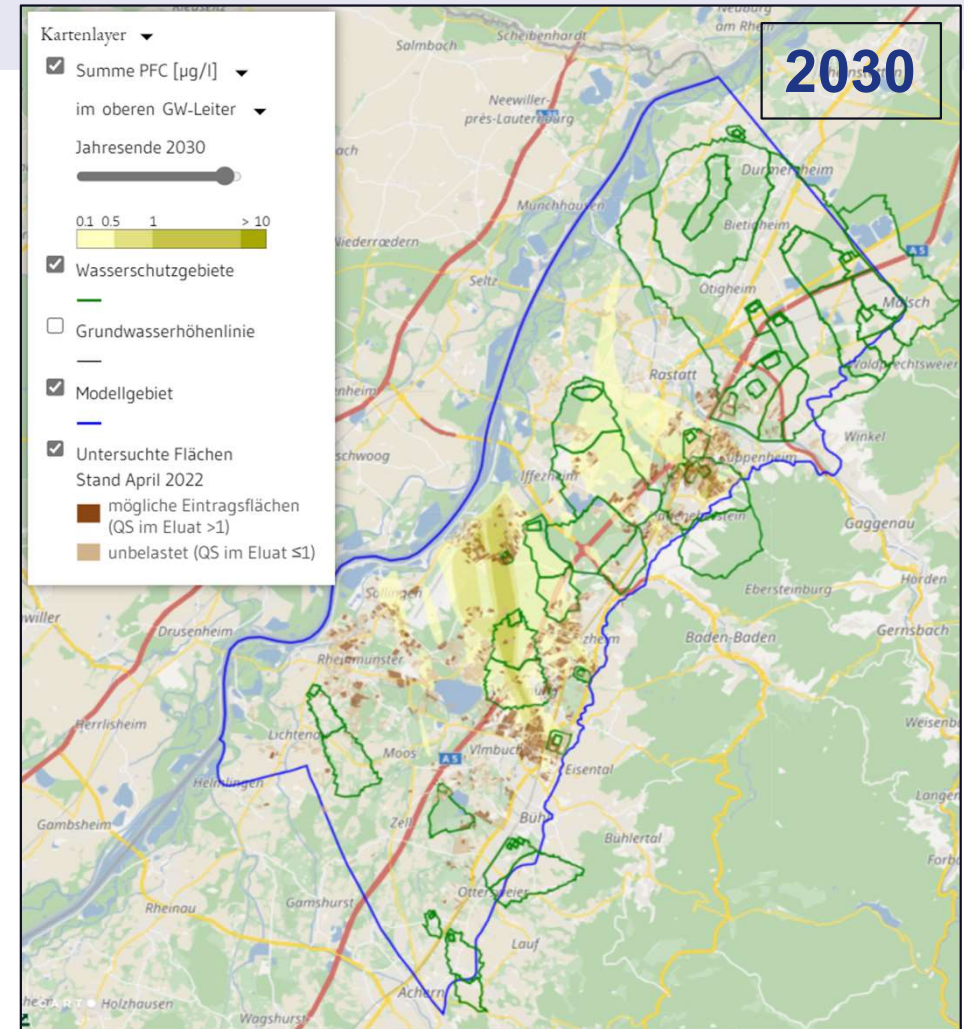 2030
Kartenlayer
Summe PFC [µg/l]
im oberen GW-Leiter
Jahresende 2030
0.1 0.5 1 > 10
Wasserschutzgebiete
Grundwasserhöhenlinie
Modellgebiet
Untersuchte Flächen
Stand April 2022
mögliche Eintragsflächen
(QS im Eluat >1)
unbelastet (QS im Eluat ≤1)
Scheibenhardt
Neuburg
am Rhein
Salmbach
Neewiller-
près-Lauterbourg
Durmersheim
Munchhausen
Bietigheim
Niederrœdern
A5
Seltz
Ötigheim
Malsch
Waldprechtsweier
Rastatt
Winkel
Iffezheim
Kuppenheim
Gaggenau
Ebersteinburg
Hörden
Söllingen
Gernsbach
Drusenheim
Baden-Baden
Rheinmünster
Herrlisheim
Moos
Vimbuch
A5
Eisental
Helmlingen
Gambsheim
Zell
Bühlertal
Rheinau
Gamshurst
Ottersweier
Lauf
Achern
Holzhausen
Wagshurst